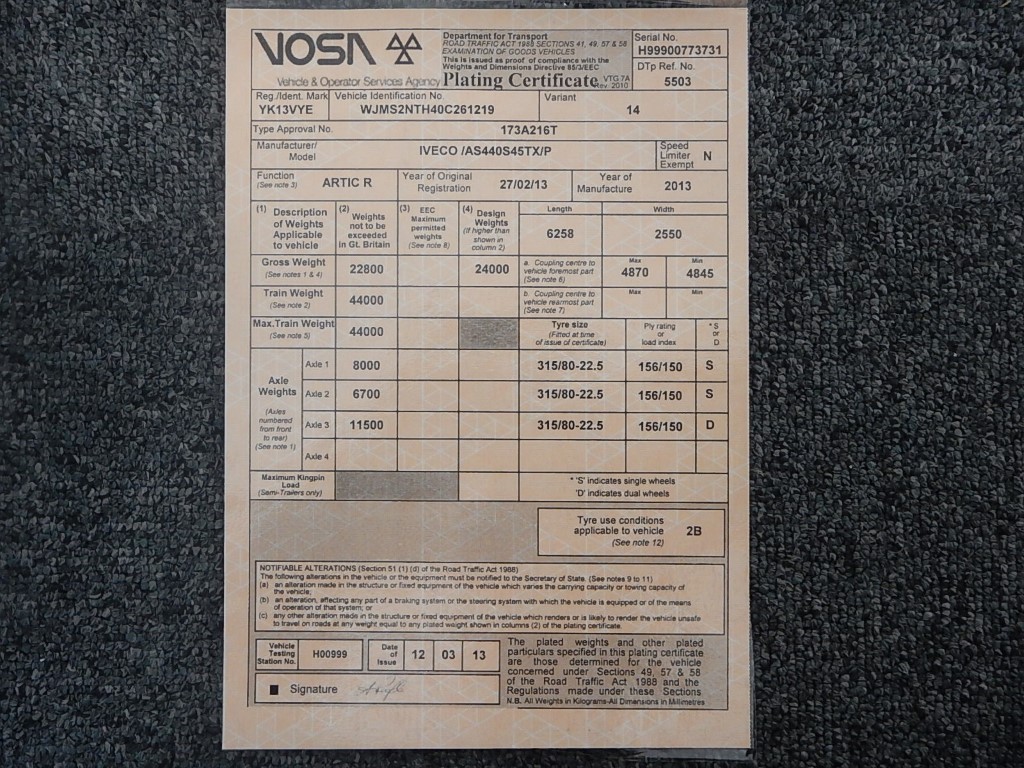 VOSA
Vehicle & Operator Services Agency
Department for Transport
ROAD TRAFFIC ACT 1988 SECTIONS 41, 49, 57 & 58
EXAMINATION OF GOODS VEHICLES
This is issued as proof of compliance with the
Weights and Dimensions Directive 85/3/EEC
Plating Certificate VTG 7A
Rev. 2010
Serial No.
H99900773731
DTp Ref. No.
5503
Reg./Ident. Mark
YK13VYE
Vehicle Identification No.
WJMS2NTH40C261219
Variant
14
Type Approval No.
173A216T
Manufacturer/
Model
IVECO /AS440S45TX/P
Speed
Limiter
Exempt
N
Function
(See note 3)
ARTIC R
Year of Original
Registration
27/02/13
Year of
Manufacture
2013
(1) Description
of Weights
Applicable
to vehicle
(2) Weights
not to be
exceeded
in Gt. Britain
(3) EEC
Maximum
permitted
weights
(See note 8)
(4) Design
Weights
(if higher than
shown in
column 2)
Length
6258
Width
2550
Gross Weight
(See notes 1 & 4)
22800
24000
a. Coupling centre to
vehicle foremost part
(See note 6)
Max
4870
Min
4845
Train Weight
(See note 2)
44000
b. Coupling centre to
vehicle rearmost part
(See note 7)
Max
Min
Max.Train Weight
(See note 5)
44000
Tyre size
(Fitted at time
of issue of certificate)
Ply rating
or
load index
* S
or
D
Axle
Weights
(Axles
numbered
from front
to rear)
(See note 1)
Axle 1 8000 315/80-22.5 156/150 S
Axle 2 6700 315/80-22.5 156/150 S
Axle 3 11500 315/80-22.5 156/150 D
Axle 4
Maximum Kingpin
Load
(Semi-Trailers only)
* 'S' indicates single wheels
'D' indicates dual wheels
Tyre use conditions
applicable to vehicle
(See note 12)
2B
NOTIFIABLE ALTERATIONS (Section 51 (1) (d) of the Road Traffic Act 1988)
The following alterations in the vehicle or the equipment must be notified to the Secretary of State. (See notes 9 to 11)
(a) an alteration made in the structure or fixed equipment of the vehicle which varies the carrying capacity or towing capacity of
the vehicle;
(b) an alteration, affecting any part of a braking system or the steering system with which the vehicle is equipped or of the means
of operation of that system; or
(c) any other alteration made in the structure or fixed equipment of the vehicle which renders or is likely to render the vehicle unsafe
to travel on roads at any weight equal to any plated weight shown in columns (2) of the plating certificate.
Vehicle
Testing
Station No.
H00999
Date
of
Issue
12 03 13
Signature
The plated weights and other plated
particulars specified in this plating certificate
are those determined for the vehicle
concerned under Sections 49, 57 & 58
of the Road Traffic Act 1988 and the
Regulations made under these Sections
N.B. All Weights in Kilograms-All Dimensions in Millimetres